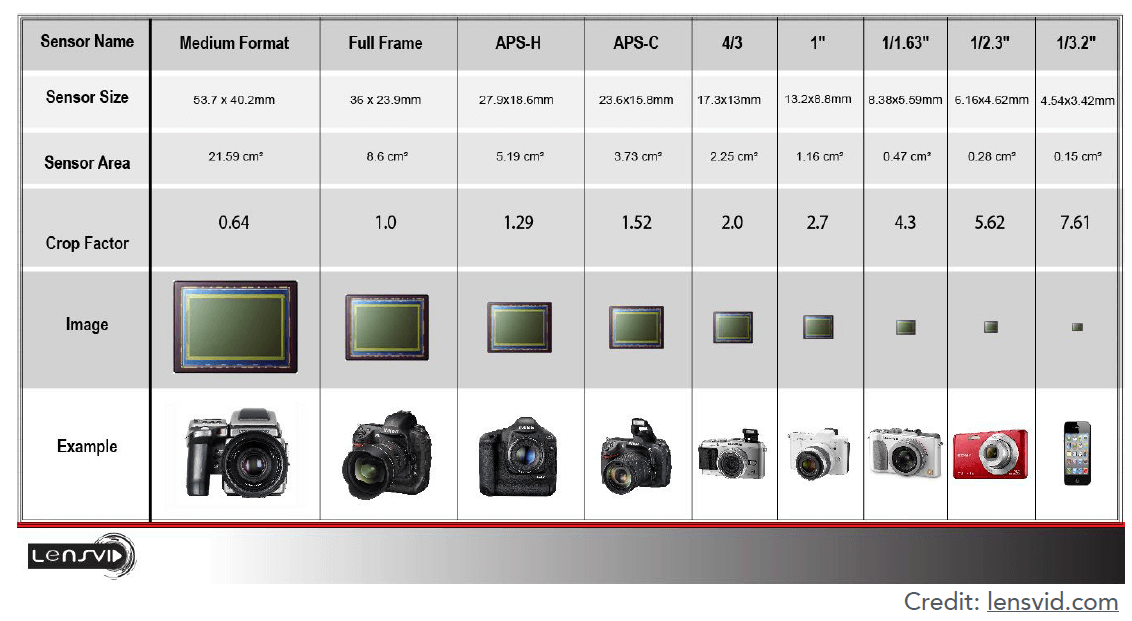 Sensor Name Medium Format Full Frame APS-H APS-C 4/3 1" 1/1.63" 1/2.3" 1/3.2"
Sensor Size 53.7 x 40.2mm 36 x 23.9mm 27.9x18.6mm 23.6x15.8mm 17.3x13mm 13.2x8.8mm 8.38x5.59mm 6.16x4.62mm 4.54x3.42mm
Sensor Area 21.59 cm² 8.6 cm² 5.19 cm² 3.73 cm² 2.25 cm² 1.16 cm² 0.47 cm² 0.28 cm² 0.15 cm²
Crop Factor 0.64 1.0 1.29 1.52 2.0 2.7 4.3 5.62 7.61
Image
Example
LENSVID
Credit: lensvid.com